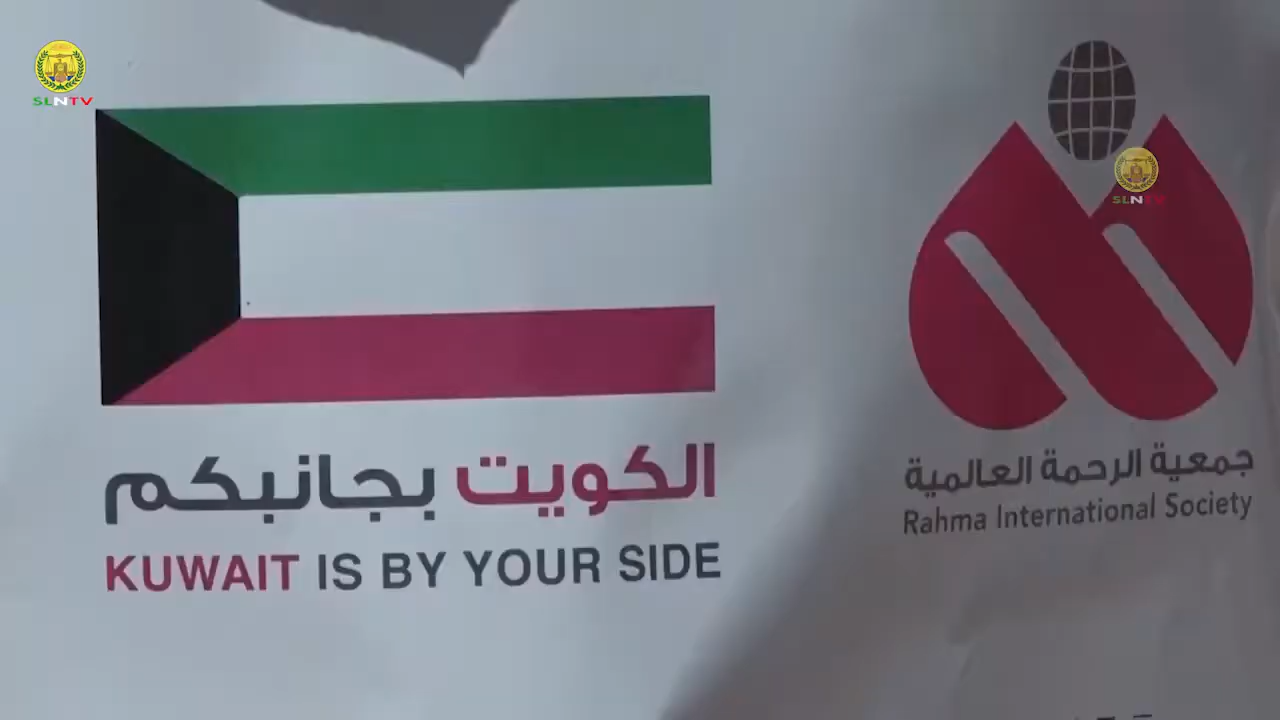 SLNTV
SLNTV
الكويت بجانبكم
KUWAIT IS BY YOUR SIDE
جمعية الرحمة العالمية
Rahma International Society